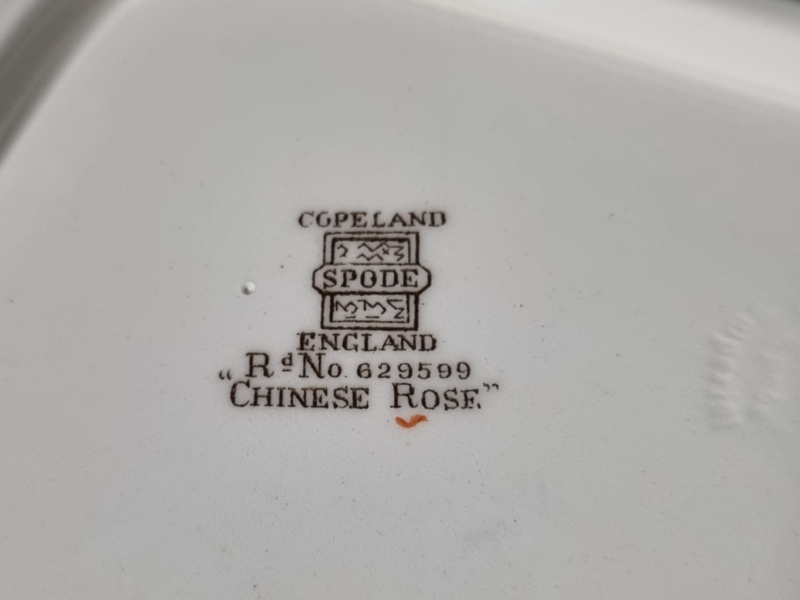 COPELAND
SPODE
ENGLAND
“ Rd No. 629599
CHINESE ROSE”